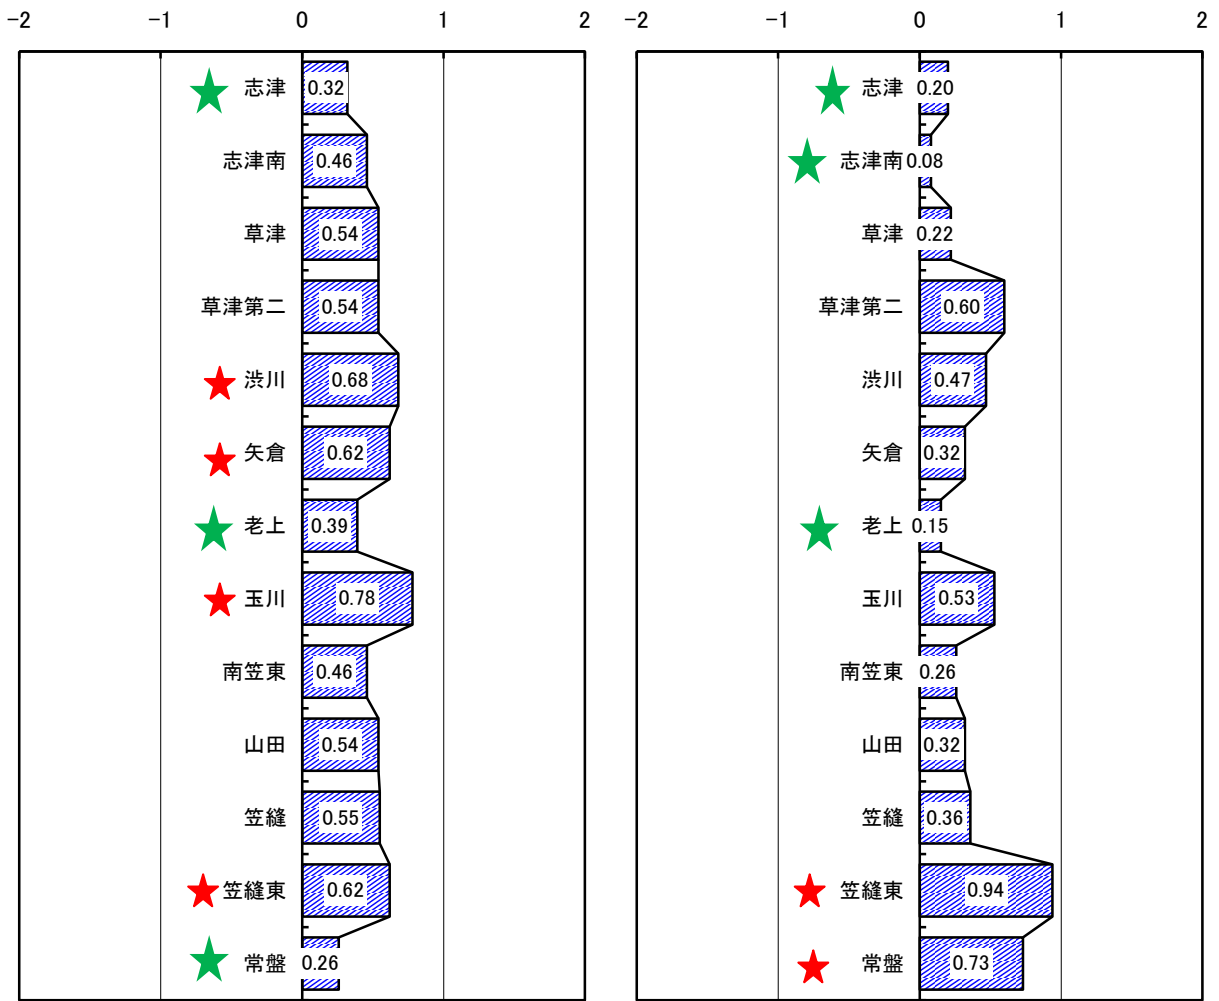 −2 −1 0 1 2
志津 0.32
志津南 0.46
草津 0.54
草津第二 0.54
渋川 0.68
矢倉 0.62
老上 0.39
玉川 0.78
南笠東 0.46
山田 0.54
笠縫 0.55
笠縫東 0.62
常盤 0.26
−2 −1 0 1 2
志津 0.20
志津南 0.08
草津 0.22
草津第二 0.60
渋川 0.47
矢倉 0.32
老上 0.15
玉川 0.53
南笠東 0.26
山田 0.32
笠縫 0.36
笠縫東 0.94
常盤 0.73